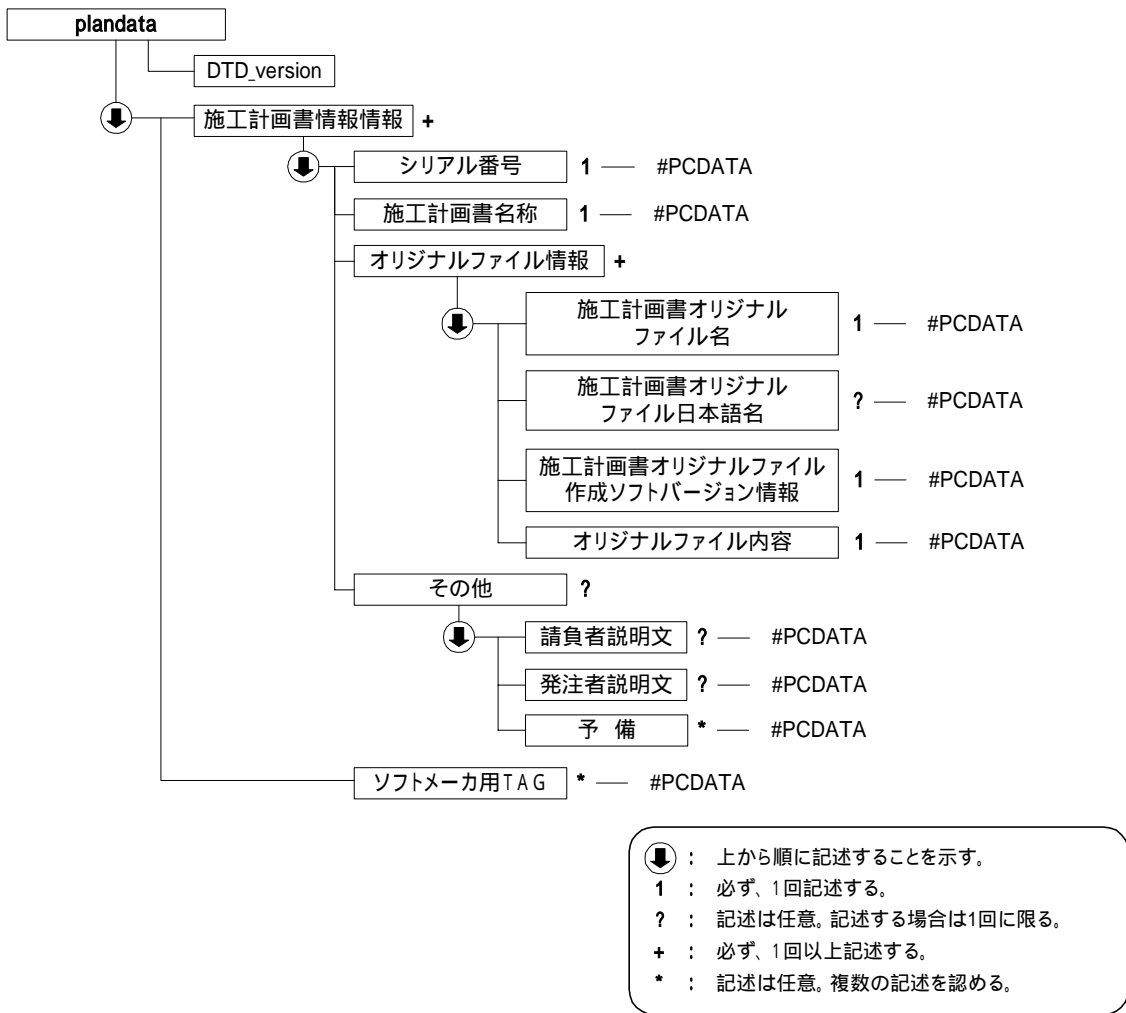 plandata
DTD_version
施工計画書情報情報 +
シリアル番号 1 #PCDATA
施工計画書名称 1 #PCDATA
オリジナルファイル情報 +
施工計画書オリジナル
ファイル名 1 #PCDATA
施工計画書オリジナル
ファイル日本語名 ? #PCDATA
施工計画書オリジナルファイル
作成ソフトバージョン情報 1 #PCDATA
オリジナルファイル内容 1 #PCDATA
その他 ?
請負者説明文 ? #PCDATA
発注者説明文 ? #PCDATA
予 備 * #PCDATA
ソフトメーカ用TAG * #PCDATA
: 上から順に記述することを示す。
1 : 必ず、1回記述する。
? : 記述は任意。記述する場合は1回に限る。
+ : 必ず、1回以上記述する。
* : 記述は任意。複数の記述を認める。